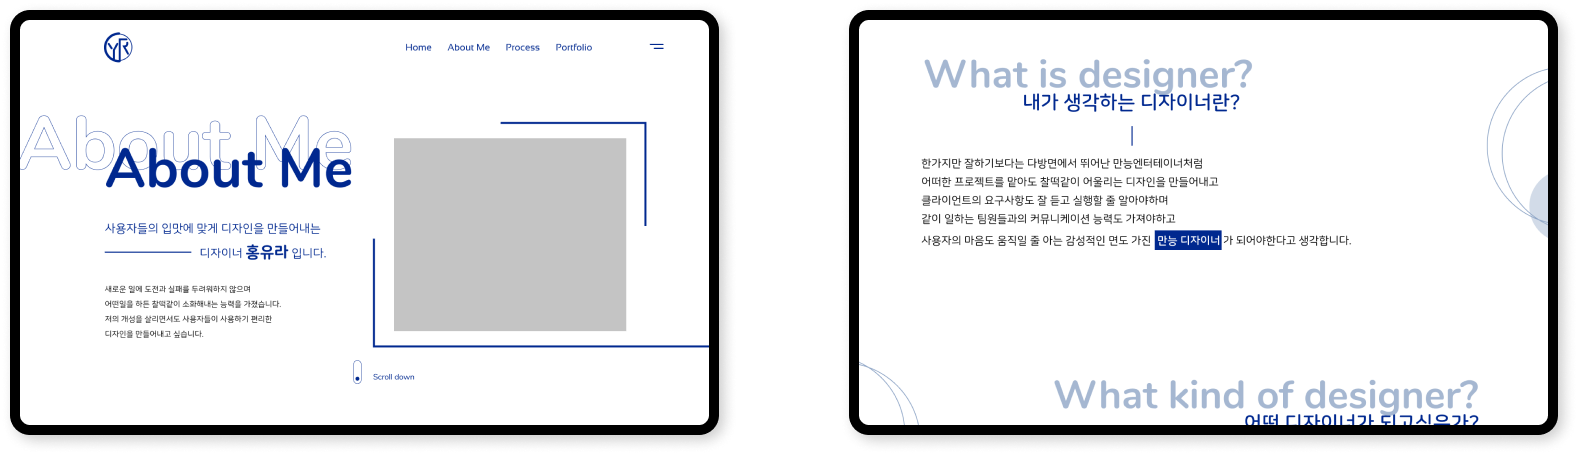 YR
Home About Me Process Portfolio
About Me
About Me
사용자들의 입맛에 맞게 디자인을 만들어내는
디자이너 홍유라 입니다.
새로운 일에 도전과 실패를 두려워하지 않으며
어떤일을 하든 찰떡같이 소화해내는 능력을 가졌습니다.
저의 개성을 살리면서도 사용자들이 사용하기 편리한
디자인을 만들어내고 싶습니다.
Scroll down
What is designer?
내가 생각하는 디자이너란?
한가지만 잘하기보다는 다방면에서 뛰어난 만능엔터테이너처럼
어떠한 프로젝트를 맡아도 찰떡같이 어울리는 디자인을 만들어내고
클라이언트의 요구사항도 잘 듣고 실행할 줄 알아야하며
같이 일하는 팀원들과의 커뮤니케이션 능력도 가져야하고
사용자의 마음도 움직일 줄 아는 감성적인 면도 가진 만능 디자이너가 되어야한다고 생각합니다.
What kind of designer?
어떤 디자이너가 되고싶은가?